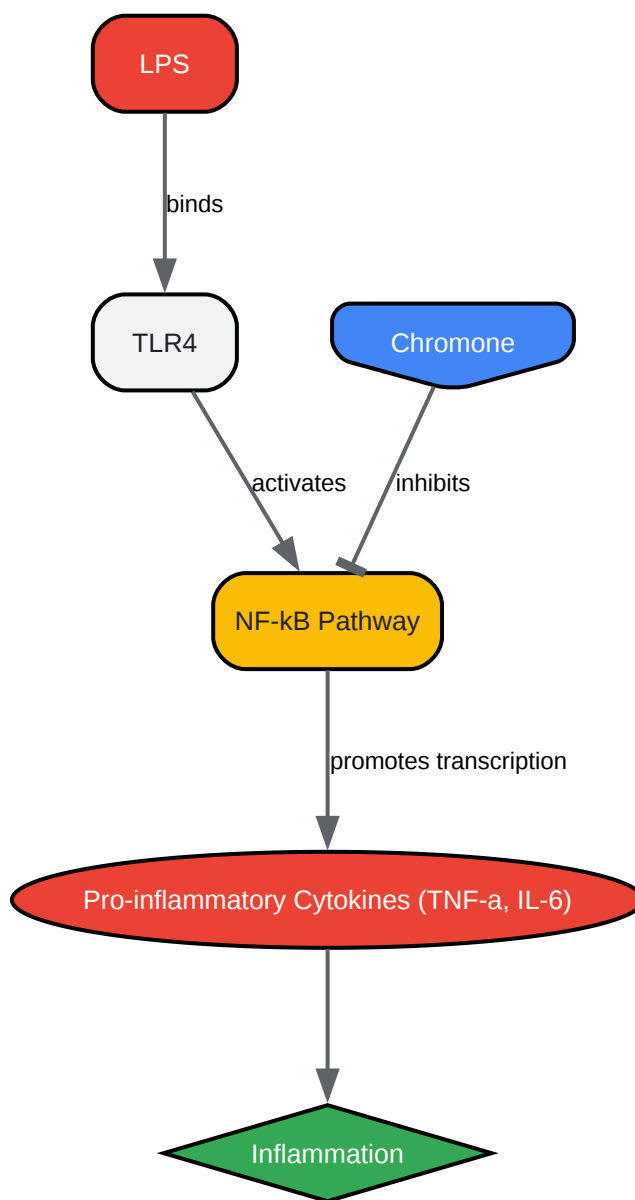 LPS
binds
TLR4
Chromone
activates
inhibits
NF-kB Pathway
promotes transcription
Pro-inflammatory Cytokines (TNF-a, IL-6)
Inflammation